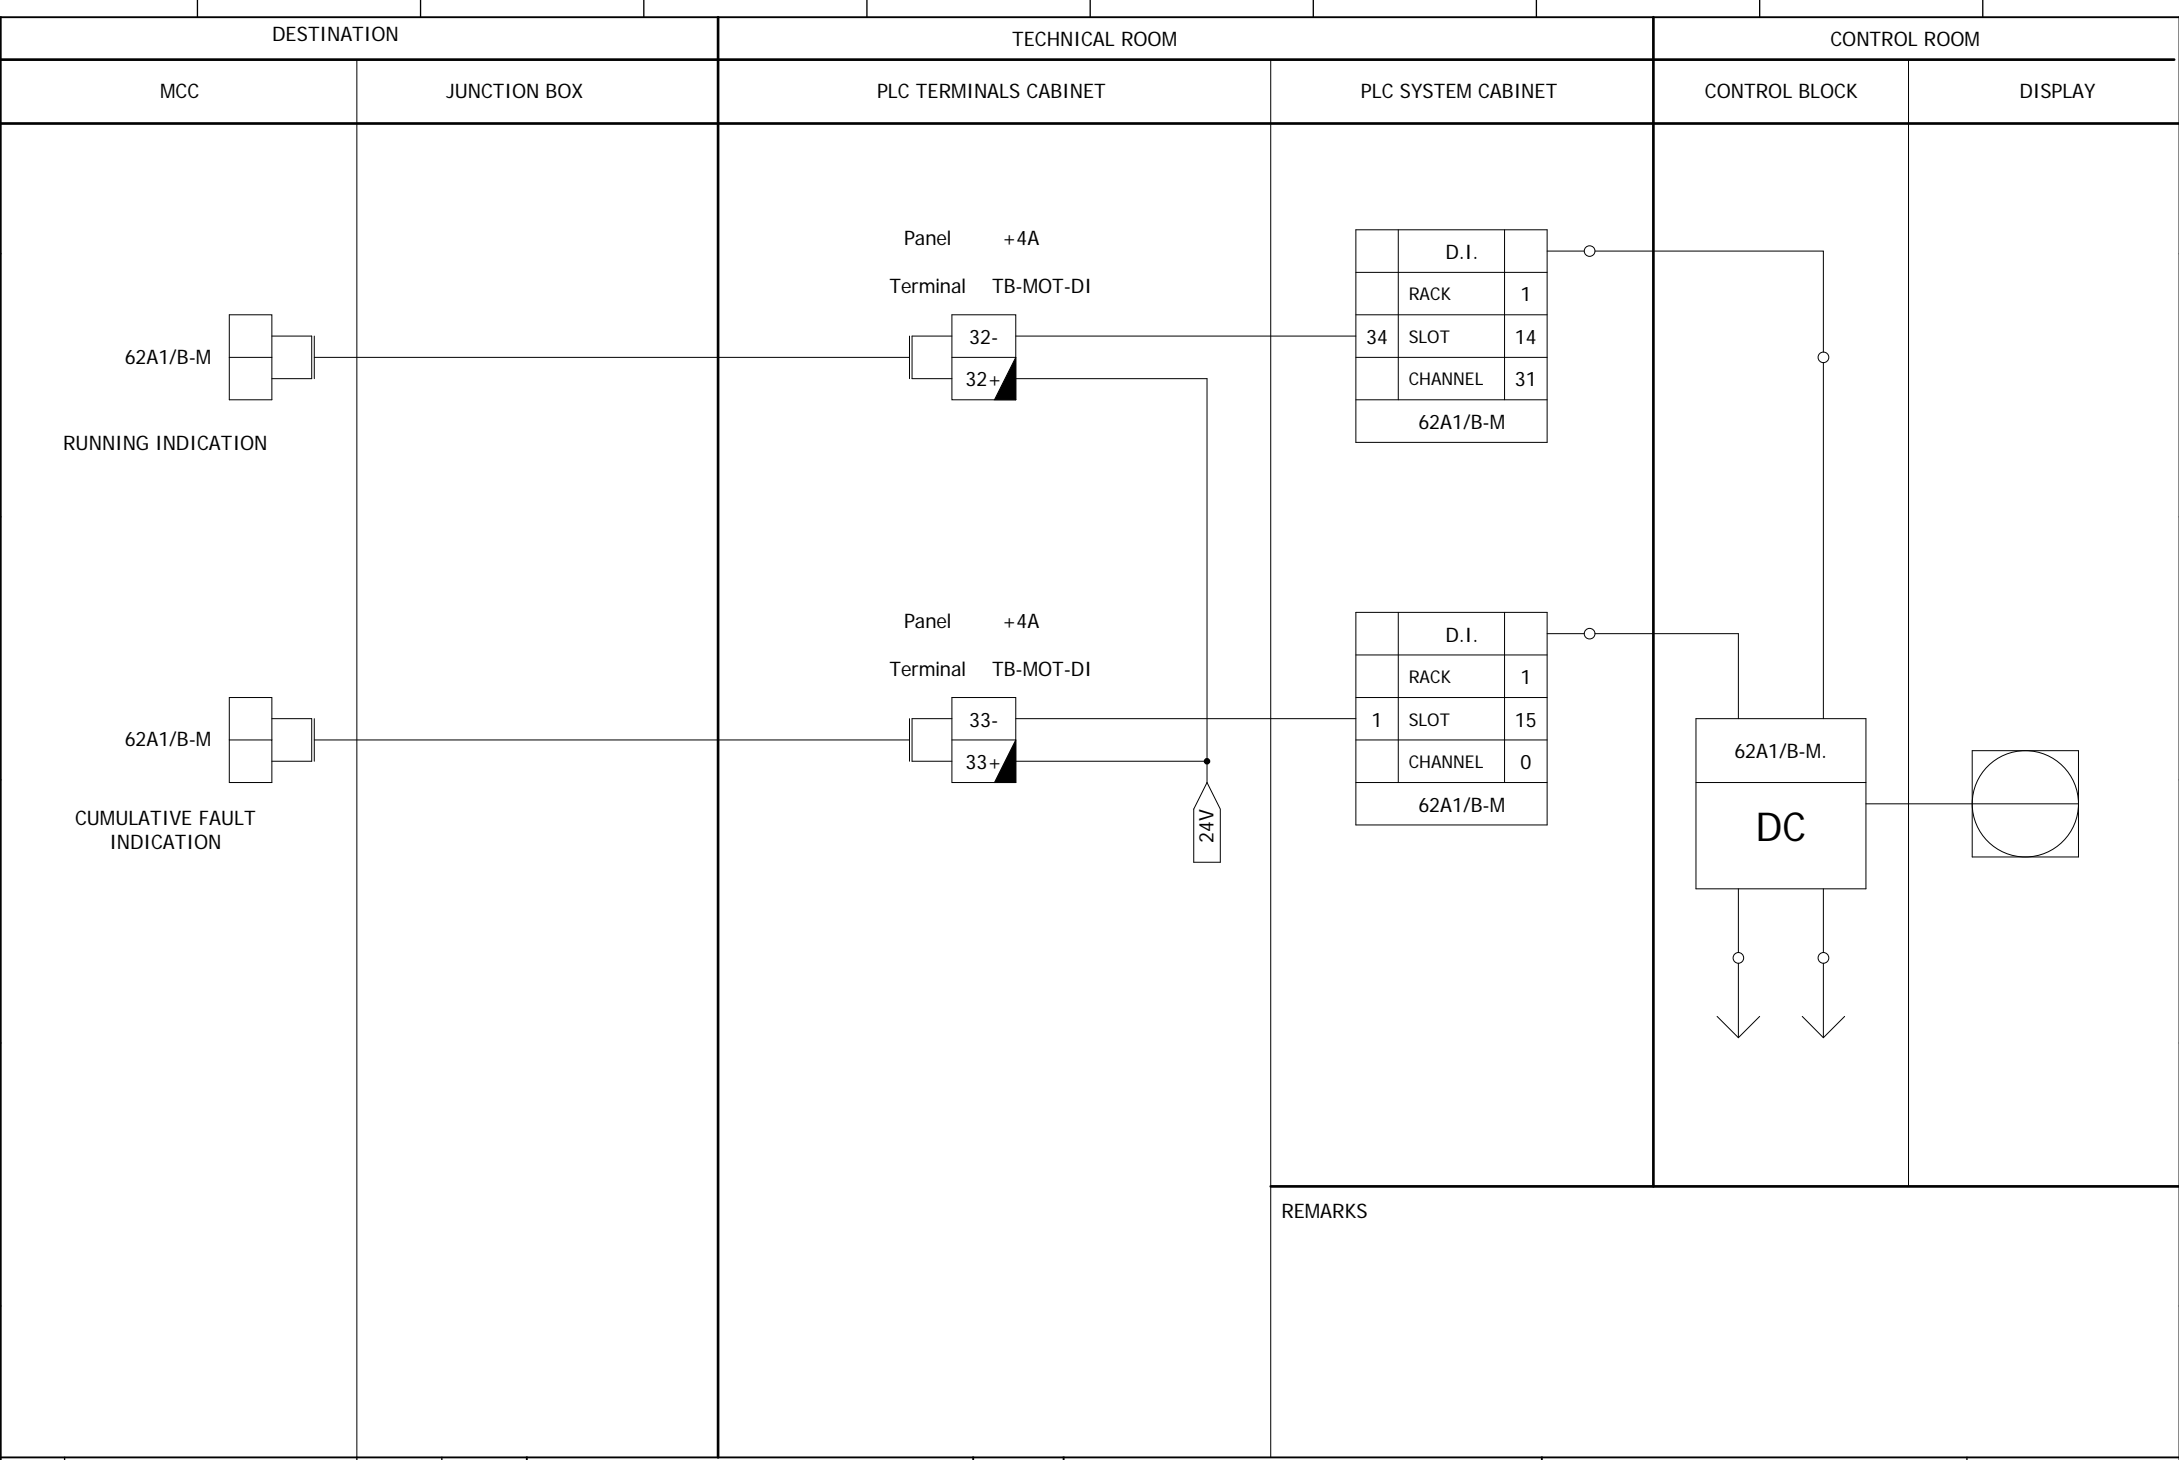 DESTINATION
TECHNICAL ROOM
CONTROL ROOM
MCC
JUNCTION BOX
PLC TERMINALS CABINET
PLC SYSTEM CABINET
CONTROL BLOCK
DISPLAY
Panel +4A
Terminal TB-MOT-DI
62A1/B-M
32-
32+
RUNNING INDICATION
D.I.
RACK 1
34 SLOT 14
CHANNEL 31
62A1/B-M
Panel +4A
Terminal TB-MOT-DI
62A1/B-M
33-
33+
CUMULATIVE FAULT
INDICATION
24V
D.I.
RACK 1
1 SLOT 15
CHANNEL 0
62A1/B-M
62A1/B-M.
DC
REMARKS